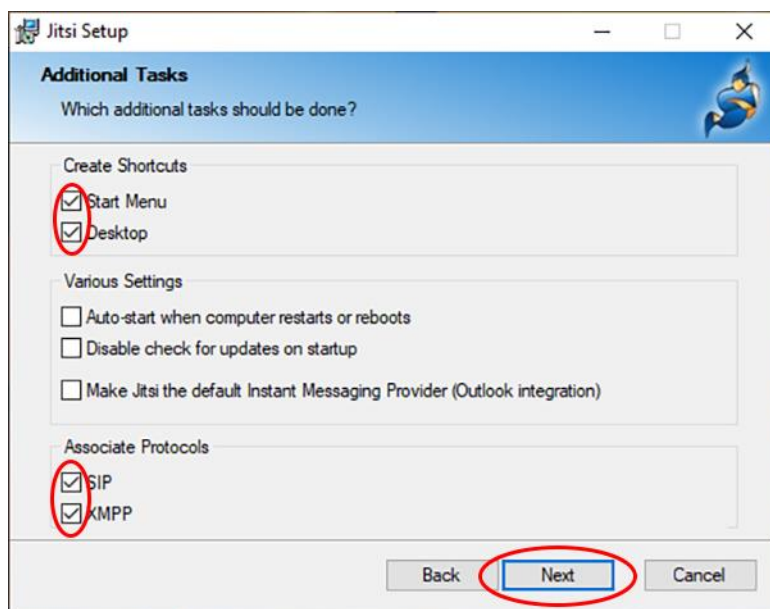 Jitsi Setup
Additional Tasks
Which additional tasks should be done?
Create Shortcuts
Start Menu
Desktop
Various Settings
Auto-start when computer restarts or reboots
Disable check for updates on startup
Make Jitsi the default Instant Messaging Provider (Outlook integration)
Associate Protocols
SIP
XMPP
Back Next Cancel